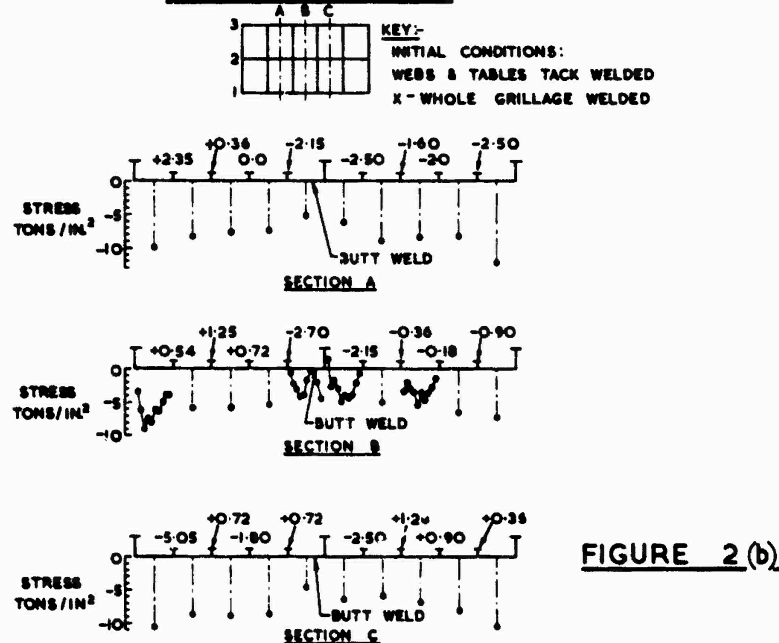 A B C
3
2
1
KEY:-
INITIAL CONDITIONS:
WEBS & TABLES TACK WELDED
X - WHOLE GRILLAGE WELDED
+0·36 -2·15 -1·60 -2·50
+2·35 0·0 -2·50 -20
0
-5
-10
STRESS
TONS/IN.²
BUTT WELD
SECTION A
+1·25 -2·70 -0·36 -0·90
+0·54 +0·72 -2·15 -0·18
0
-5
-10
STRESS
TONS/IN.²
BUTT WELD
SECTION B
+0·72 +0·72 +0·35
-5·05 -1·80 +0·90
0
-5
-10
STRESS
TONS/IN²
BUTT WELD
SECTION C
FIGURE 2(b)